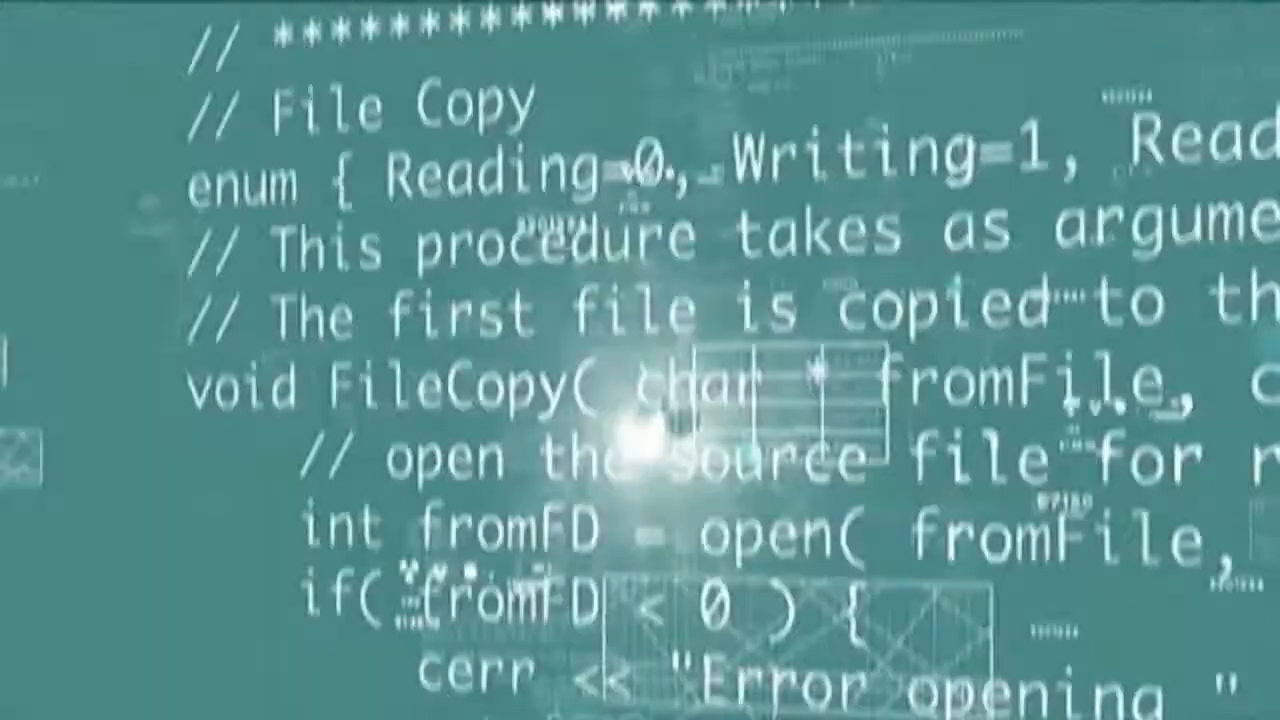 // ****************
// File Copy
enum { Reading=0, Writing=1, Read
// This procedure takes as argume
// The first file is copied to th
void FileCopy( char * fromFile, c
// open the source file for r
int fromFD = open( fromFile,
if( fromFD < 0 ) {
cerr << "Error opening "